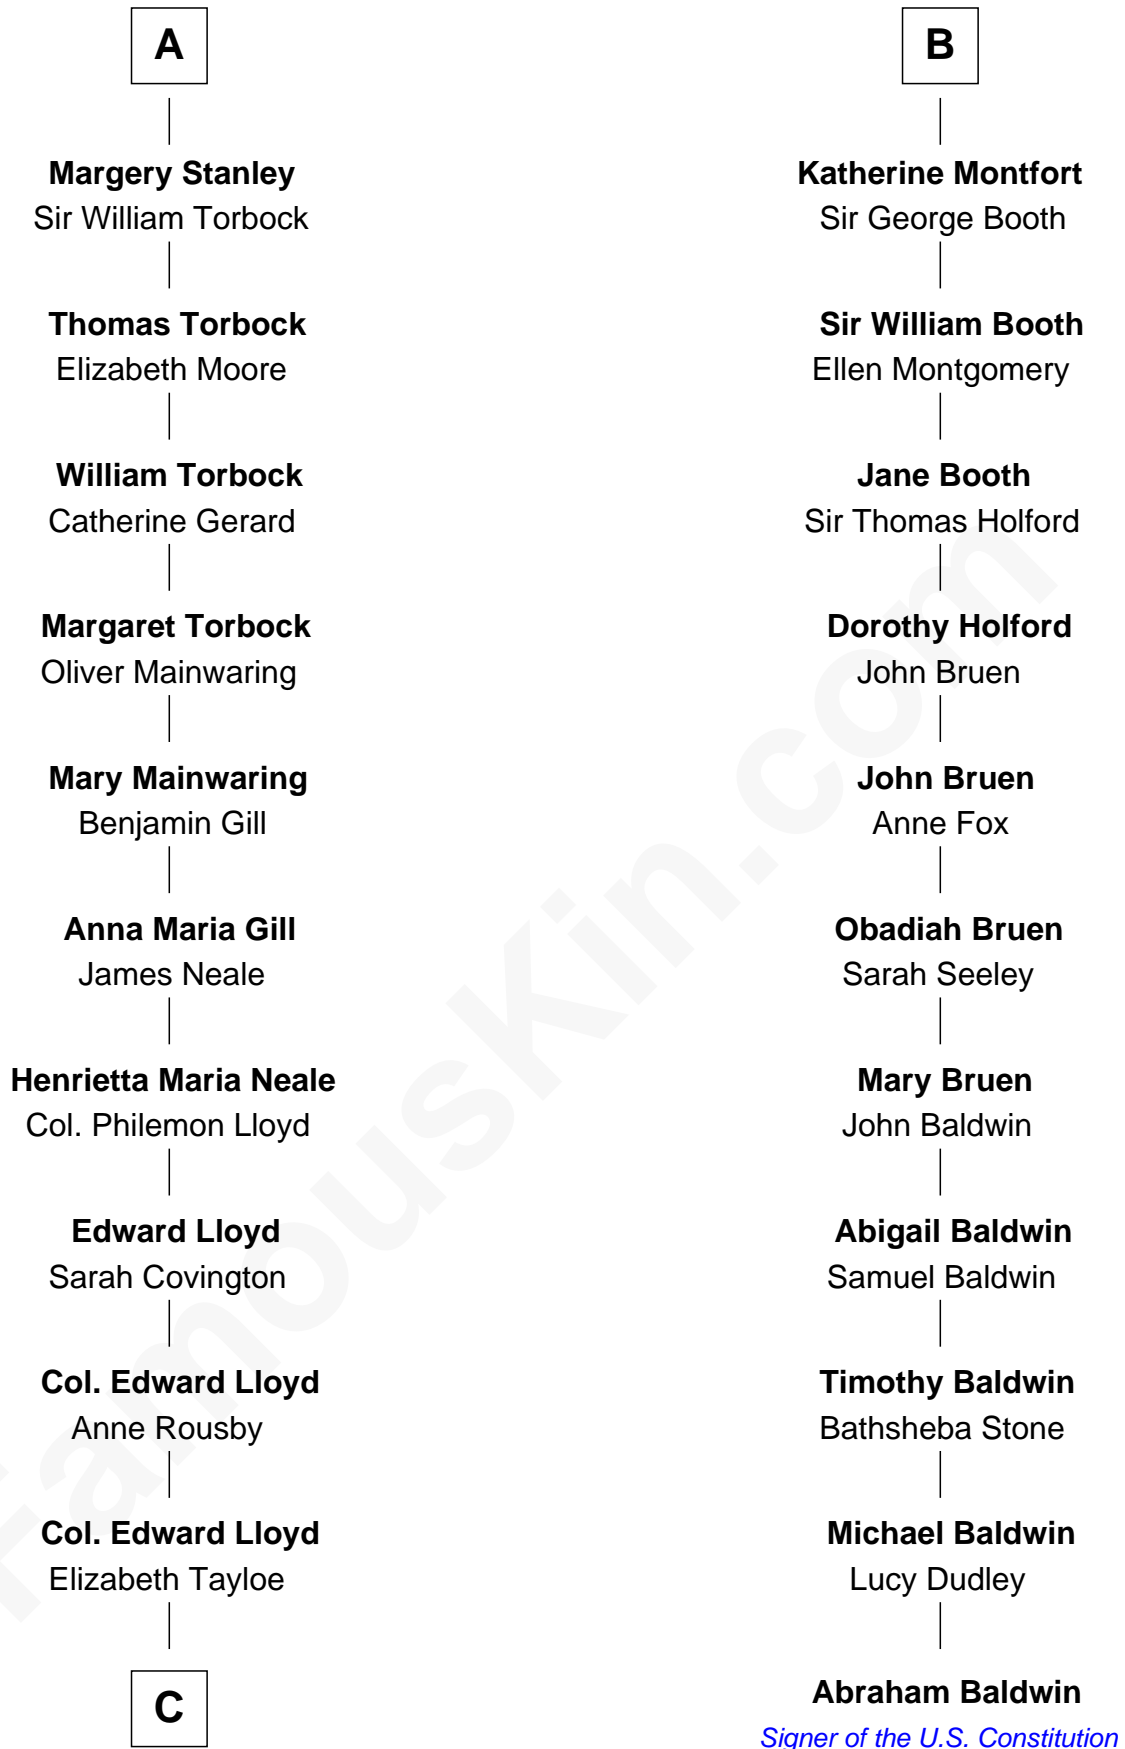 A
Margery Stanley
Sir William Torbock
Thomas Torbock
Elizabeth Moore
William Torbock
Catherine Gerard
Margaret Torbock
Oliver Mainwaring
Mary Mainwaring
Benjamin Gill
Anna Maria Gill
James Neale
Henrietta Maria Neale
Col. Philemon Lloyd
Edward Lloyd
Sarah Covington
Col. Edward Lloyd
Anne Rousby
Col. Edward Lloyd
Elizabeth Tayloe
C
B
Katherine Montfort
Sir George Booth
Sir William Booth
Ellen Montgomery
Jane Booth
Sir Thomas Holford
Dorothy Holford
John Bruen
John Bruen
Anne Fox
Obadiah Bruen
Sarah Seeley
Mary Bruen
John Baldwin
Abigail Baldwin
Samuel Baldwin
Timothy Baldwin
Bathsheba Stone
Michael Baldwin
Lucy Dudley
Abraham Baldwin
Signer of the U.S. Constitution
FamousKin.com